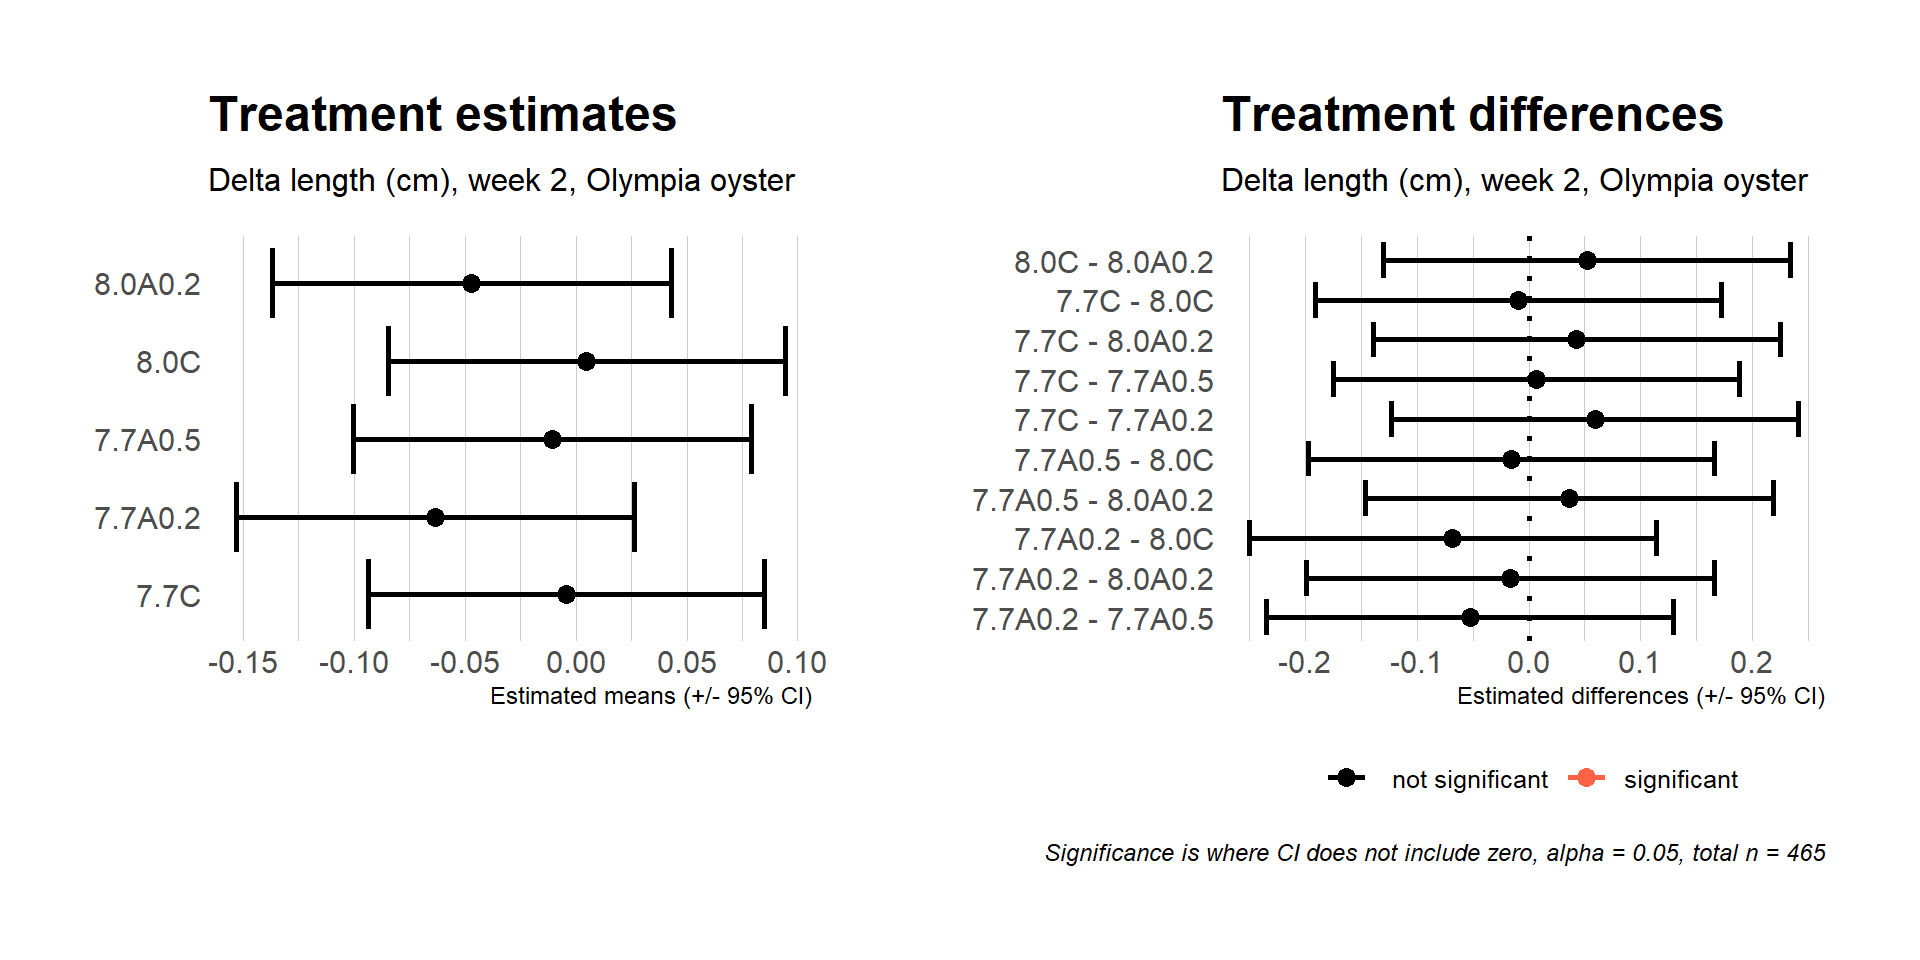 Treatment estimates
Delta length (cm), week 2, Olympia oyster
8.0A0.2
8.0C
7.7A0.5
7.7A0.2
7.7C
-0.15 -0.10 -0.05 0.00 0.05 0.10
Estimated means (+/- 95% CI)
Treatment differences
Delta length (cm), week 2, Olympia oyster
8.0C - 8.0A0.2
7.7C - 8.0C
7.7C - 8.0A0.2
7.7C - 7.7A0.5
7.7C - 7.7A0.2
7.7A0.5 - 8.0C
7.7A0.5 - 8.0A0.2
7.7A0.2 - 8.0C
7.7A0.2 - 8.0A0.2
7.7A0.2 - 7.7A0.5
-0.2 -0.1 0.0 0.1 0.2
Estimated differences (+/- 95% CI)
not significant significant
Significance is where CI does not include zero, alpha = 0.05, total n = 465